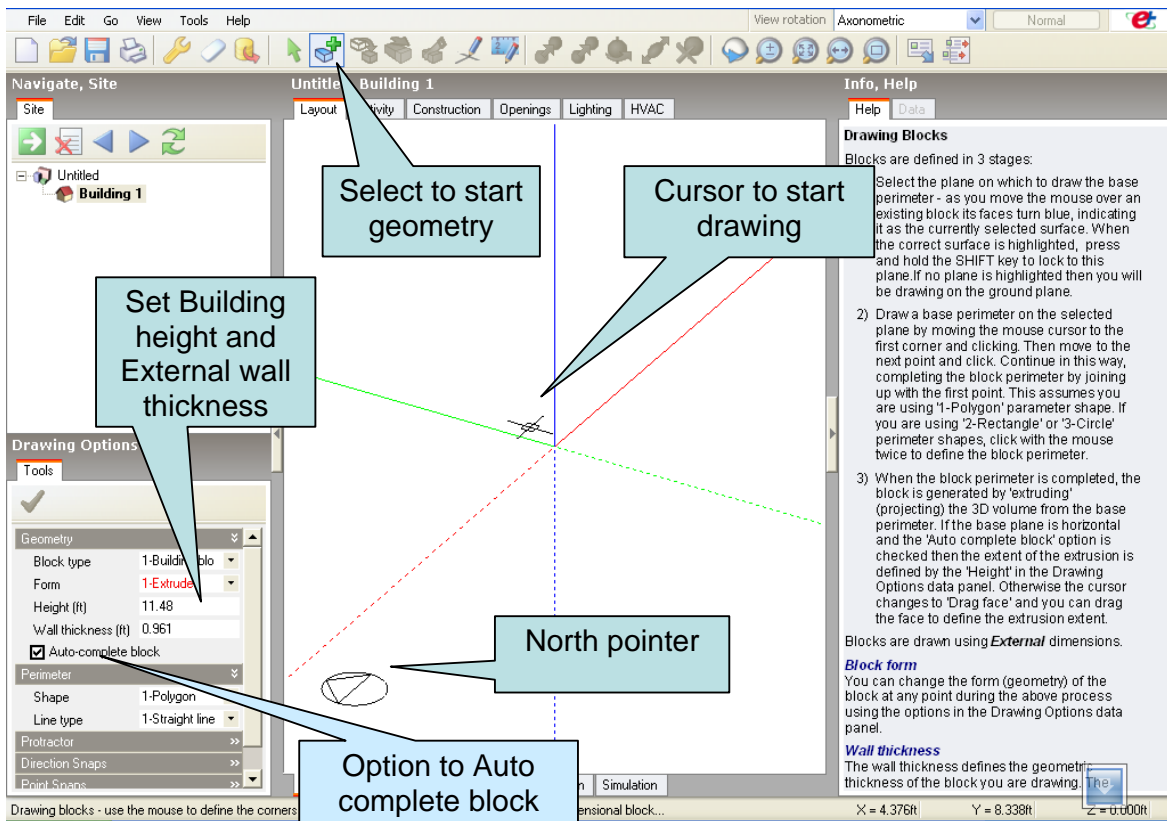 File Edit Go View Tools Help
View rotation Axonometric Normal
Navigate, Site
Site
Untitled
Building 1
Untitle Building 1
Layout tivity Construction Openings Lighting HVAC
Select to start
geometry
Cursor to start
drawing
Set Building
height and
External wall
thickness
North pointer
Option to Auto
complete block
Drawing Options
Tools
Geometry
Block type 1-Building blo
Form 1-Extrude
Height (ft) 11.48
Wall thickness (ft) 0.961
Auto-complete block
Perimeter
Shape 1-Polygon
Line type 1-Straight line
Protractor
Direction Snaps
Point Snaps
n Simulation
Info, Help
Help Data
Drawing Blocks
Blocks are defined in 3 stages:
Select the plane on which to draw the base
perimeter - as you move the mouse over an
existing block its faces turn blue, indicating
it as the currently selected surface. When
the correct surface is highlighted, press
and hold the SHIFT key to lock to this
plane.If no plane is highlighted then you will
be drawing on the ground plane.
2) Draw a base perimeter on the selected
plane by moving the mouse cursor to the
first corner and clicking. Then move to the
next point and click. Continue in this way,
completing the block perimeter by joining
up with the first point. This assumes you
are using '1-Polygon' parameter shape. If
you are using '2-Rectangle' or '3-Circle'
perimeter shapes, click with the mouse
twice to define the block perimeter.
3) When the block perimeter is completed, the
block is generated by 'extruding'
(projecting) the 3D volume from the base
perimeter. If the base plane is horizontal
and the 'Auto complete block' option is
checked then the extent of the extrusion is
defined by the 'Height' in the Drawing
Options data panel. Otherwise the cursor
changes to 'Drag face' and you can drag
the face to define the extrusion extent.
Blocks are drawn using External dimensions.
Block form
You can change the form (geometry) of the
block at any point during the above process
using the options in the Drawing Options data
panel.
Wall thickness
The wall thickness defines the geometric
thickness of the block you are drawing. The
Drawing blocks - use the mouse to define the corners ensional block... X = 4.376ft Y = 8.338ft Z = 0.000ft